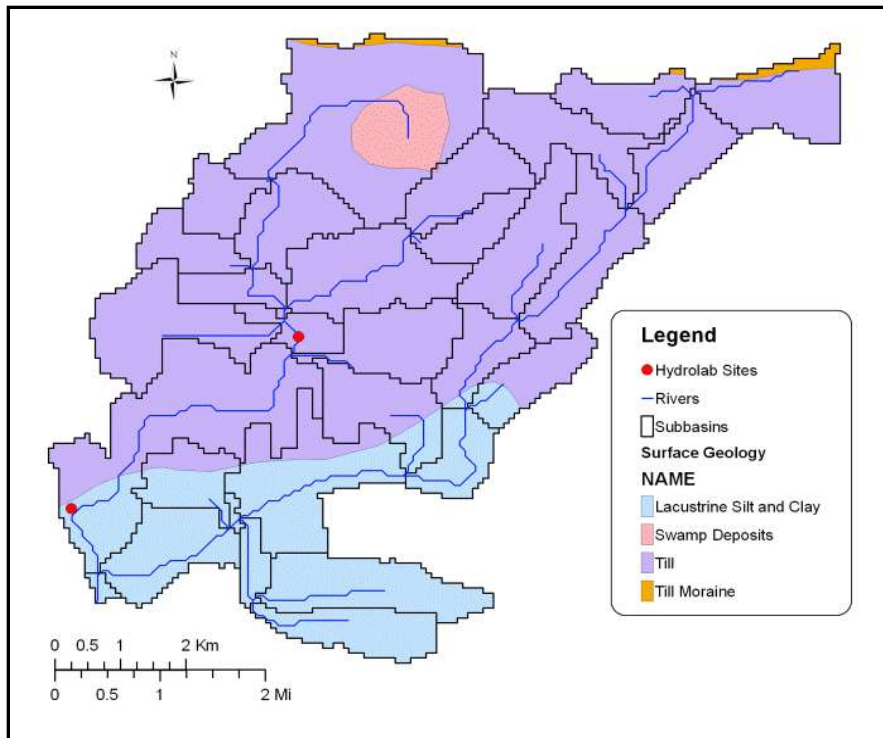 N
Legend
Hydrolab Sites
Rivers
Subbasins
Surface Geology
NAME
Lacustrine Silt and Clay
Swamp Deposits
Till
Till Moraine
0 0.5 1 2 Km
0 0.5 1 2 Mi